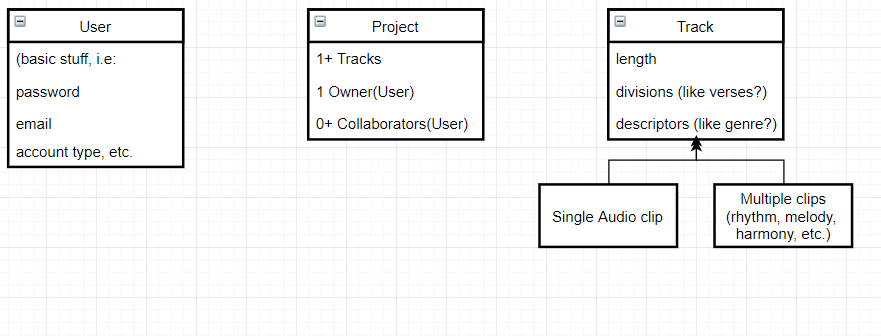 User
(basic stuff, i.e:
password
email
account type, etc.
Project
1+ Tracks
1 Owner(User)
0+ Collaborators(User)
Track
length
divisions (like verses?)
descriptors (like genre?)
Single Audio clip
Multiple clips
(rhythm, melody,
harmony, etc.)